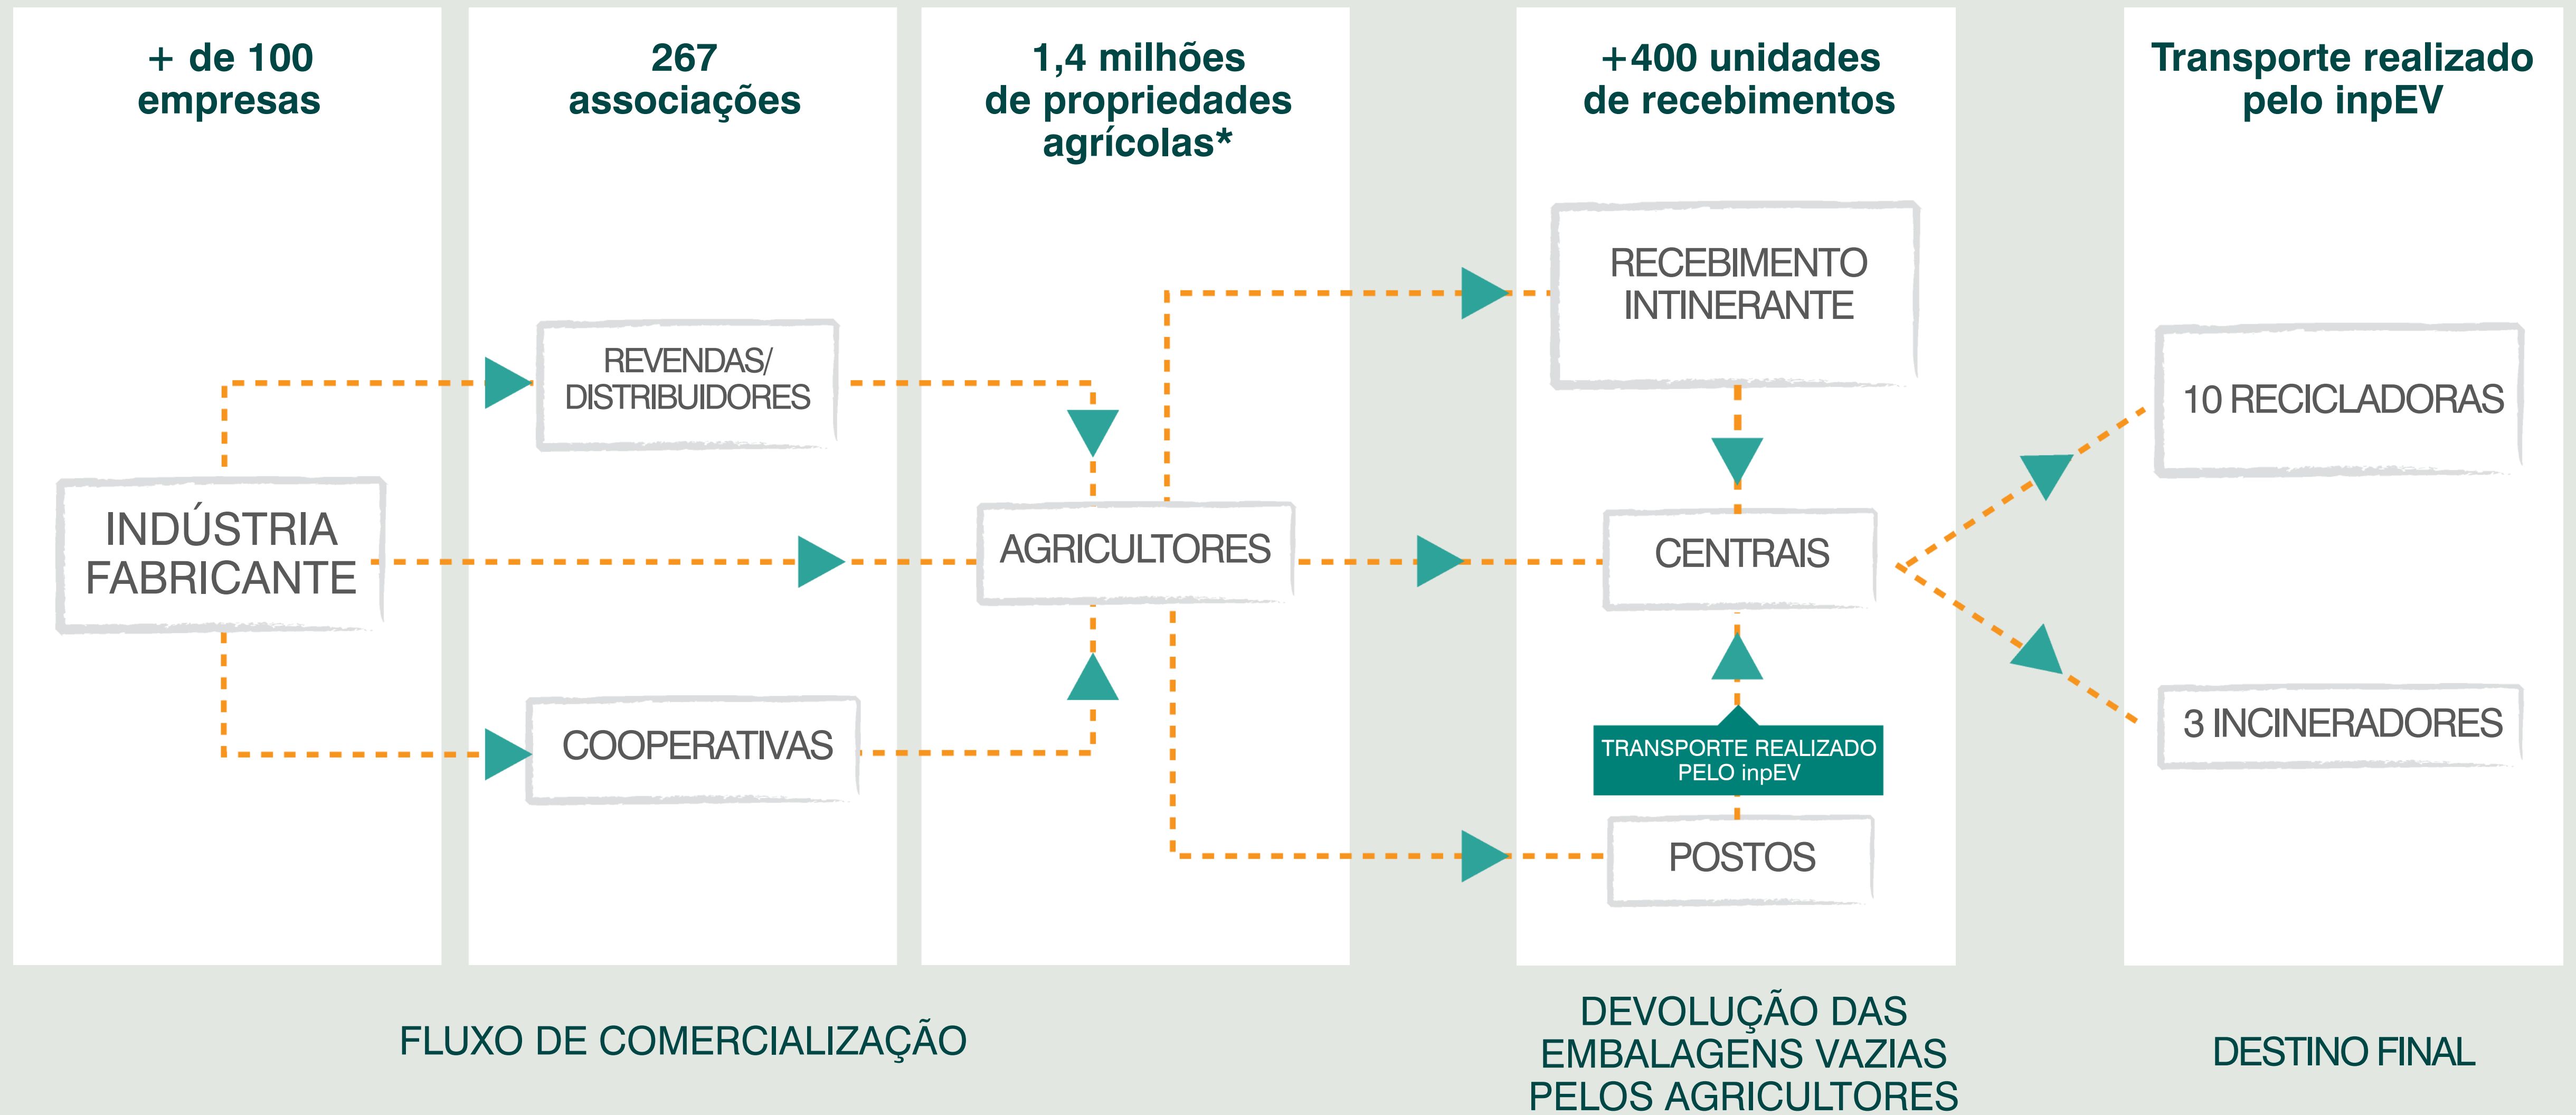 + de 100
empresas
267
associações
1,4 milhões
de propriedades
agrícolas*
+400 unidades
de recebimentos
Transporte realizado
pelo inpEV
INDÚSTRIA
FABRICANTE
REVENDAS/
DISTRIBUIDORES
COOPERATIVAS
AGRICULTORES
RECEBIMENTO
INTINERANTE
CENTRAIS
TRANSPORTE REALIZADO
PELO inpEV
POSTOS
10 RECICLADORAS
3 INCINERADORES
FLUXO DE COMERCIALIZAÇÃO
DEVOLUÇÃO DAS
EMBALAGENS VAZIAS
PELOS AGRICULTORES
DESTINO FINAL